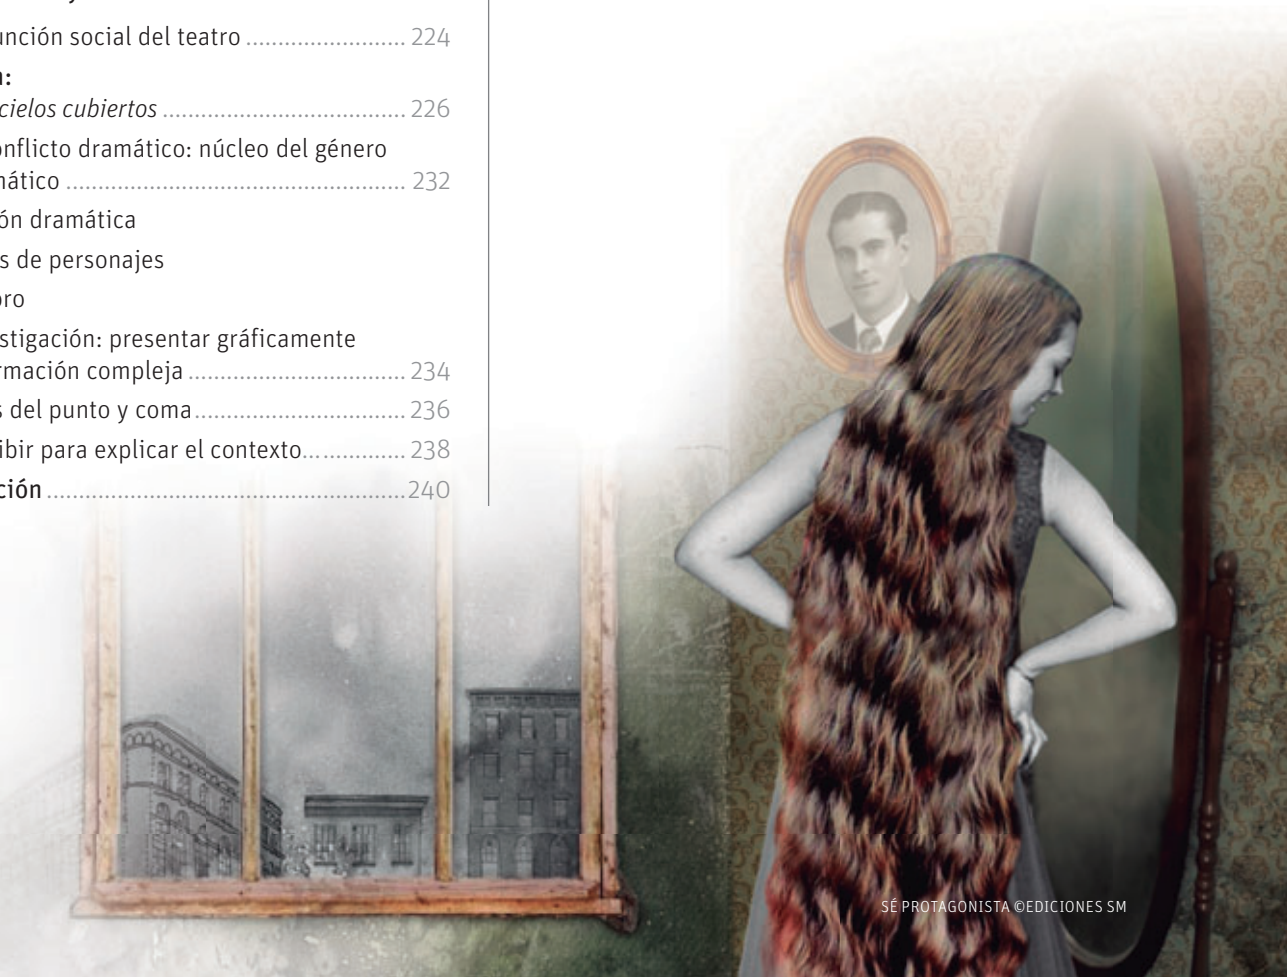 unción social del teatro ........................... 224
n:
cielos cubiertos ......................................... 226
onflicto dramático: núcleo del género
nático ......................................................... 232
ón dramática
s de personajes
oro
stigación: presentar gráficamente
rmación compleja ..................................... 234
s del punto y coma .................................... 236
ibir para explicar el contexto ................. 238
ción ............................................................ 240
SÉ PROTAGONISTA ©EDICIONES SM